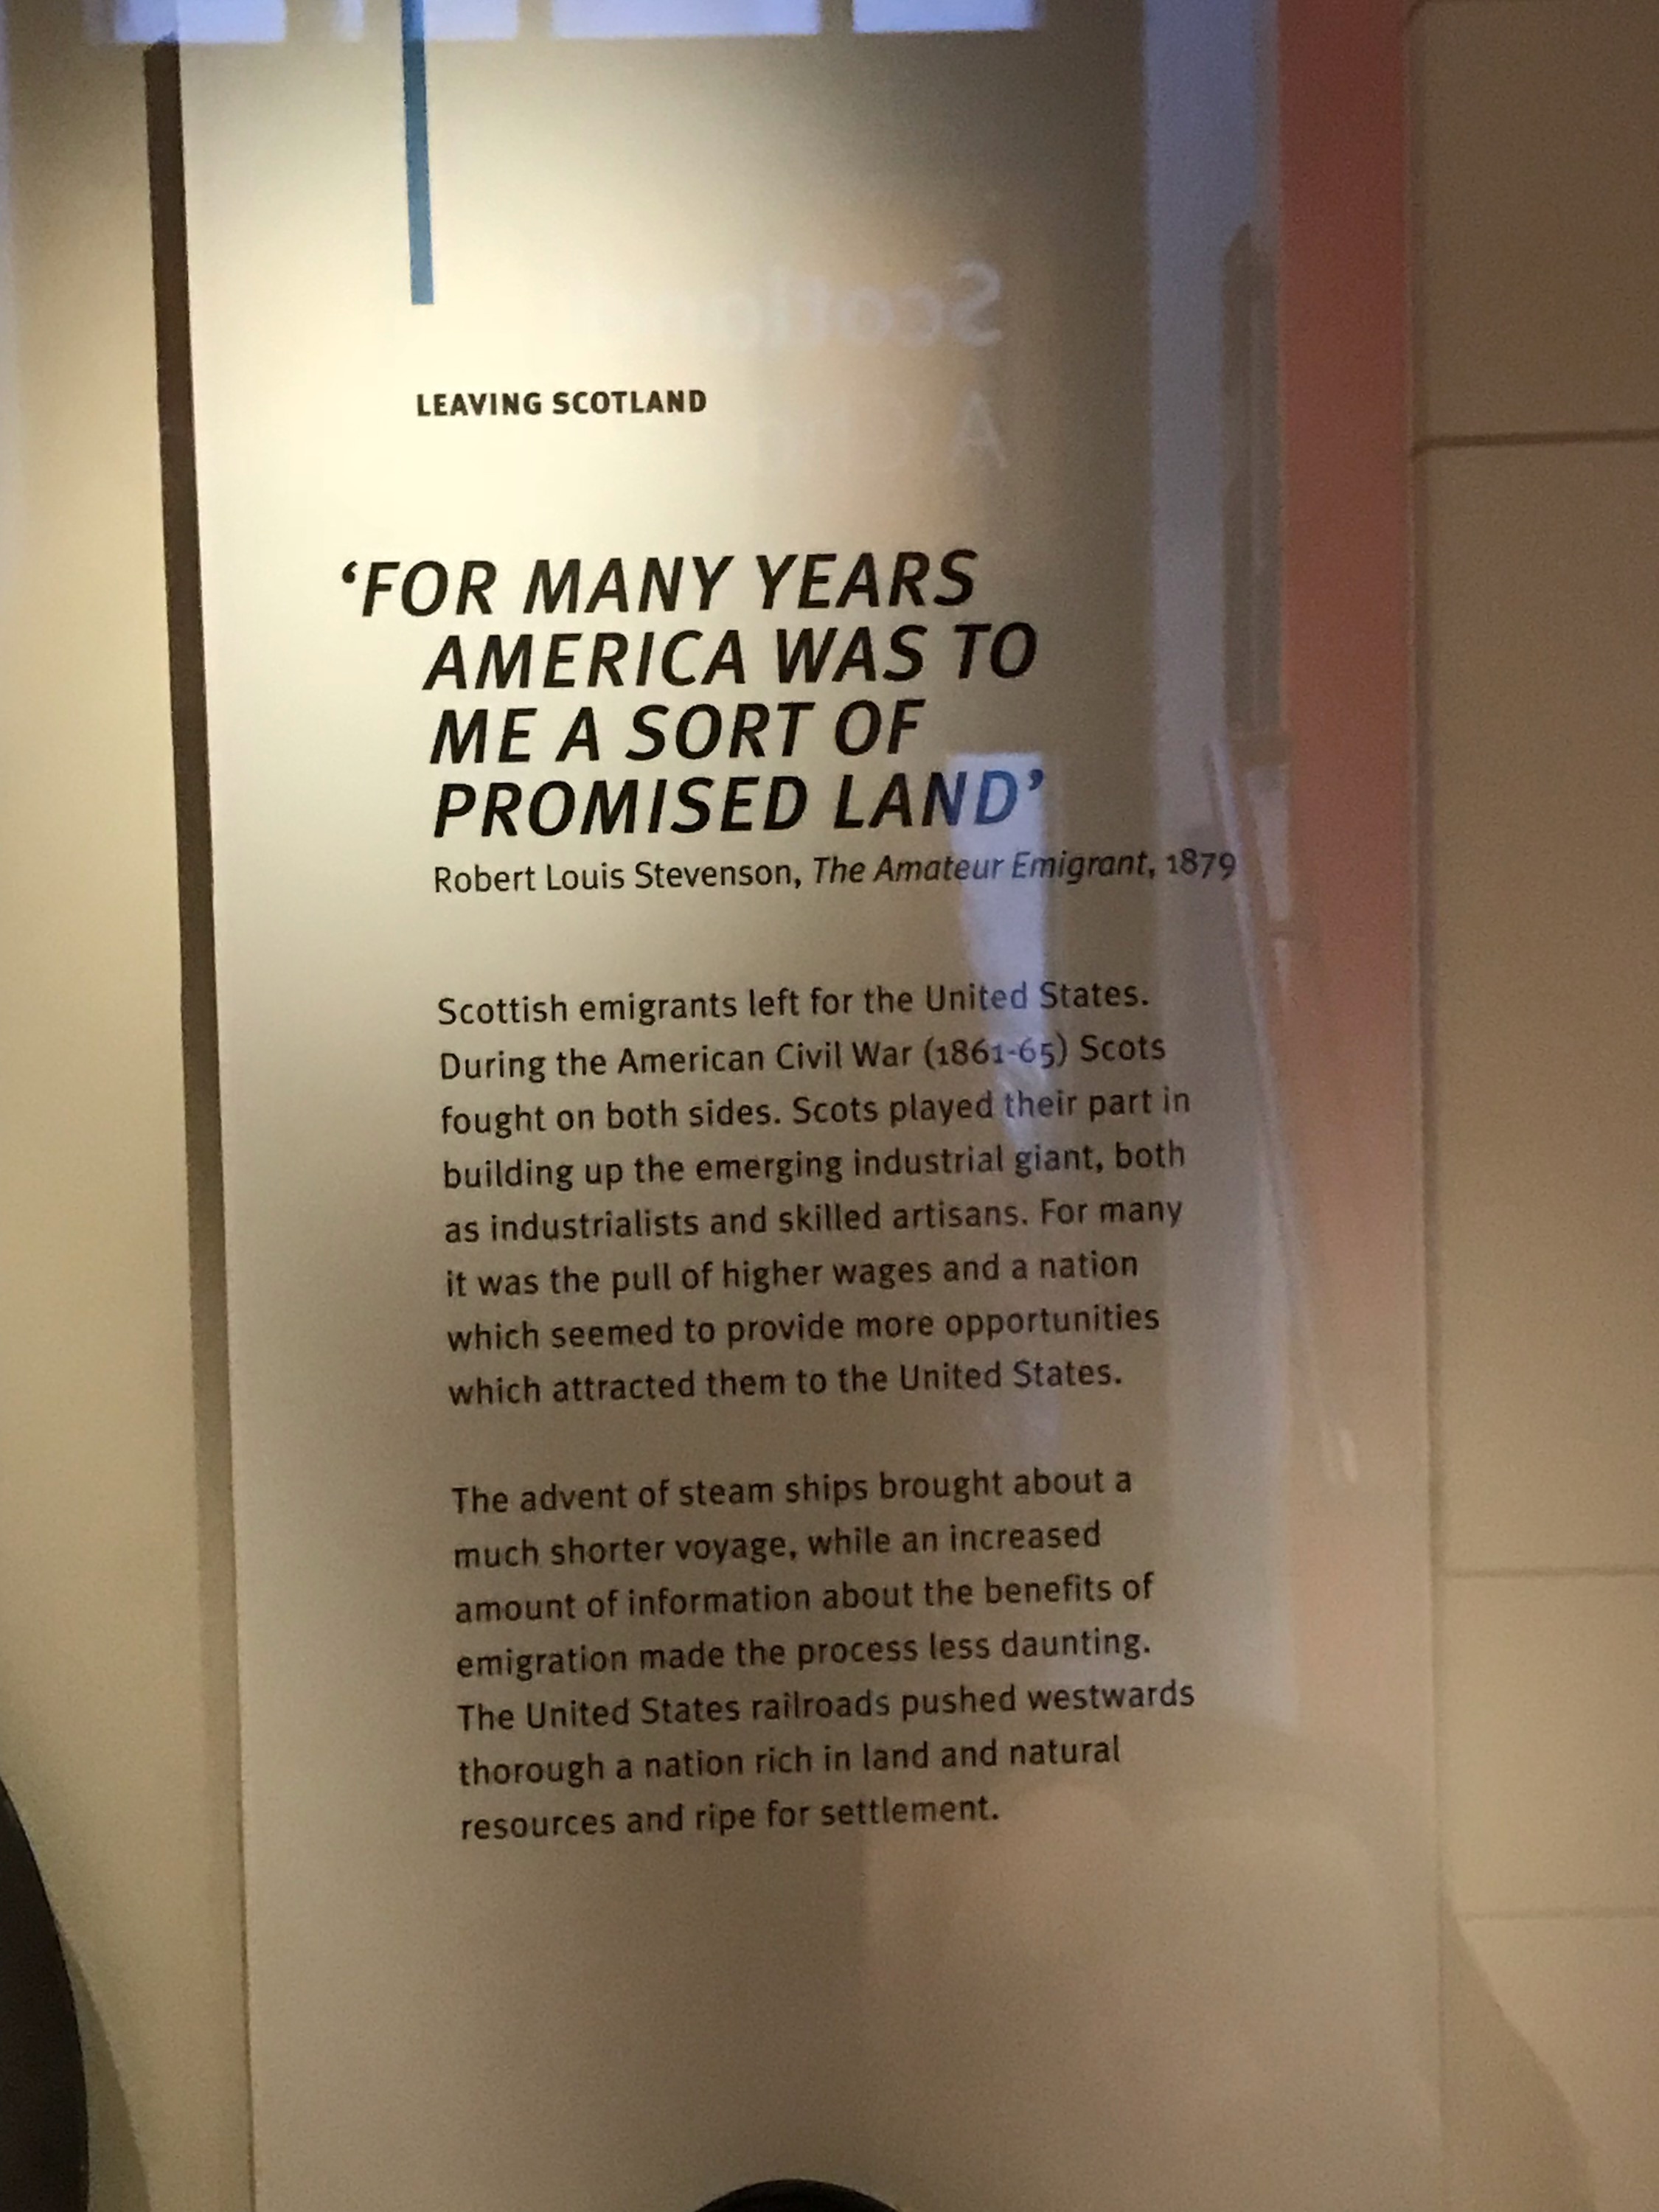 LEAVING SCOTLAND
‘FOR MANY YEARS
AMERICA WAS TO
ME A SORT OF
PROMISED LAND’
Robert Louis Stevenson, The Amateur Emigrant, 1879
Scottish emigrants left for the United States.
During the American Civil War (1861-65) Scots
fought on both sides. Scots played their part in
building up the emerging industrial giant, both
as industrialists and skilled artisans. For many
it was the pull of higher wages and a nation
which seemed to provide more opportunities
which attracted them to the United States.
The advent of steam ships brought about a
much shorter voyage, while an increased
amount of information about the benefits of
emigration made the process less daunting.
The United States railroads pushed westwards
thorough a nation rich in land and natural
resources and ripe for settlement.